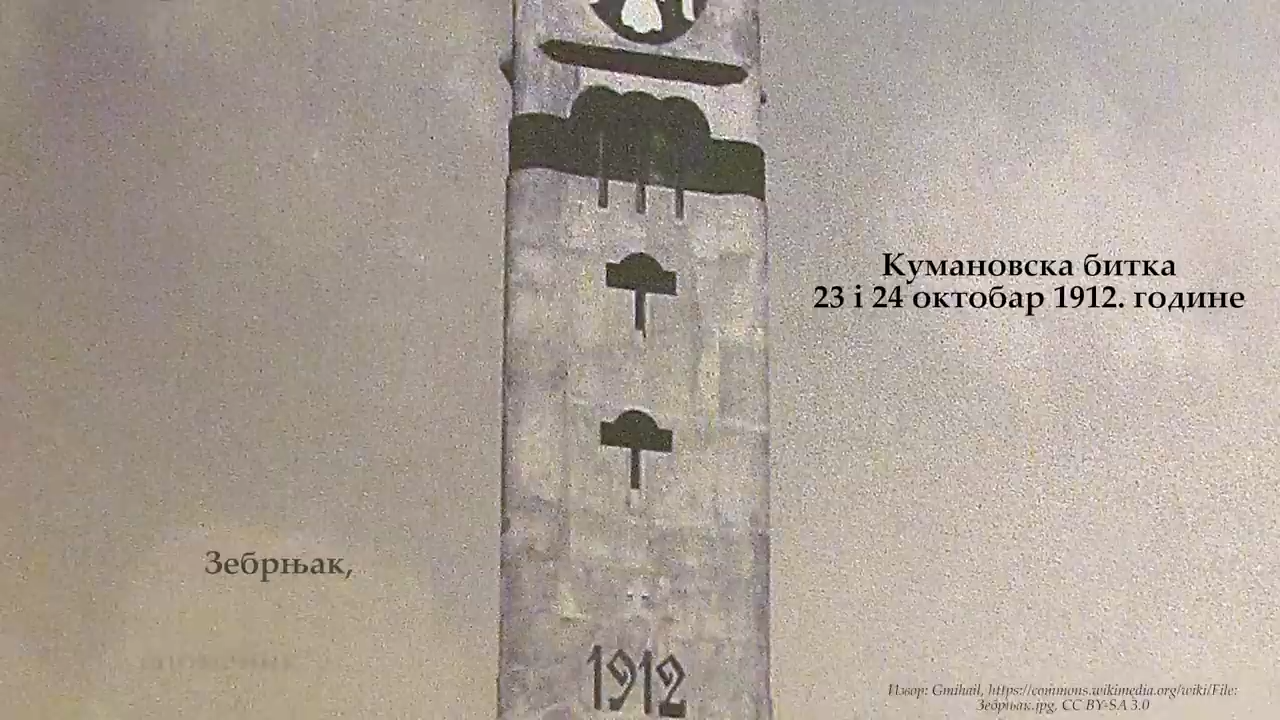 Кумановска битка
23 і 24 октобар 1912. године
Зебрњак,
1912
Извор: Gmihail, https://commons.wikimedia.org/wiki/File:
Зебрњак.jpg, CC BY-SA 3.0